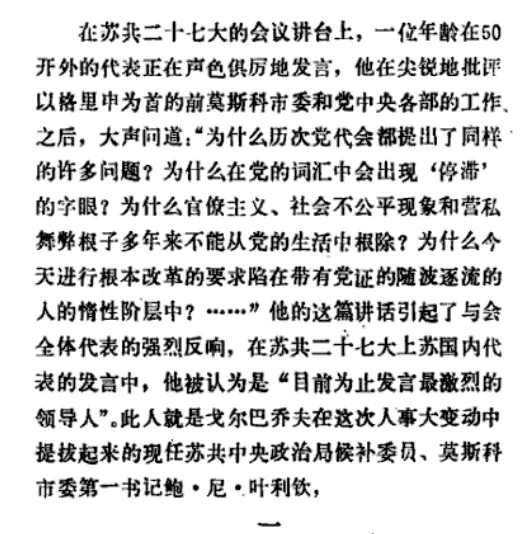 在苏共二十七大的会议讲台上，一位年龄在50
开外的代表正在声色俱厉地发言，他在尖锐地批评
以格里申为首的前莫斯科市委和党中央各部的工作
之后，大声问道：“为什么历次党代会都提出了同样
的许多问题？为什么在党的词汇中会出现‘停滞’
的字眼？为什么官僚主义、社会不公平现象和营私
舞弊根子多年来不能从党的生活中根除？为什么今
天进行根本改革的要求陷在带有党证的随波逐流的
人的惰性阶层中？……”他的这篇讲话引起了与会
全体代表的强烈反响，在苏共二十七大上苏国内代
表的发言中，他被认为是“目前为止发言最激烈的
领导人”。此人就是戈尔巴乔夫在这次人事大变动中
提拔起来的现任苏共中央政治局候补委员、莫斯科
市委第一书记鲍·尼·叶利钦，
一